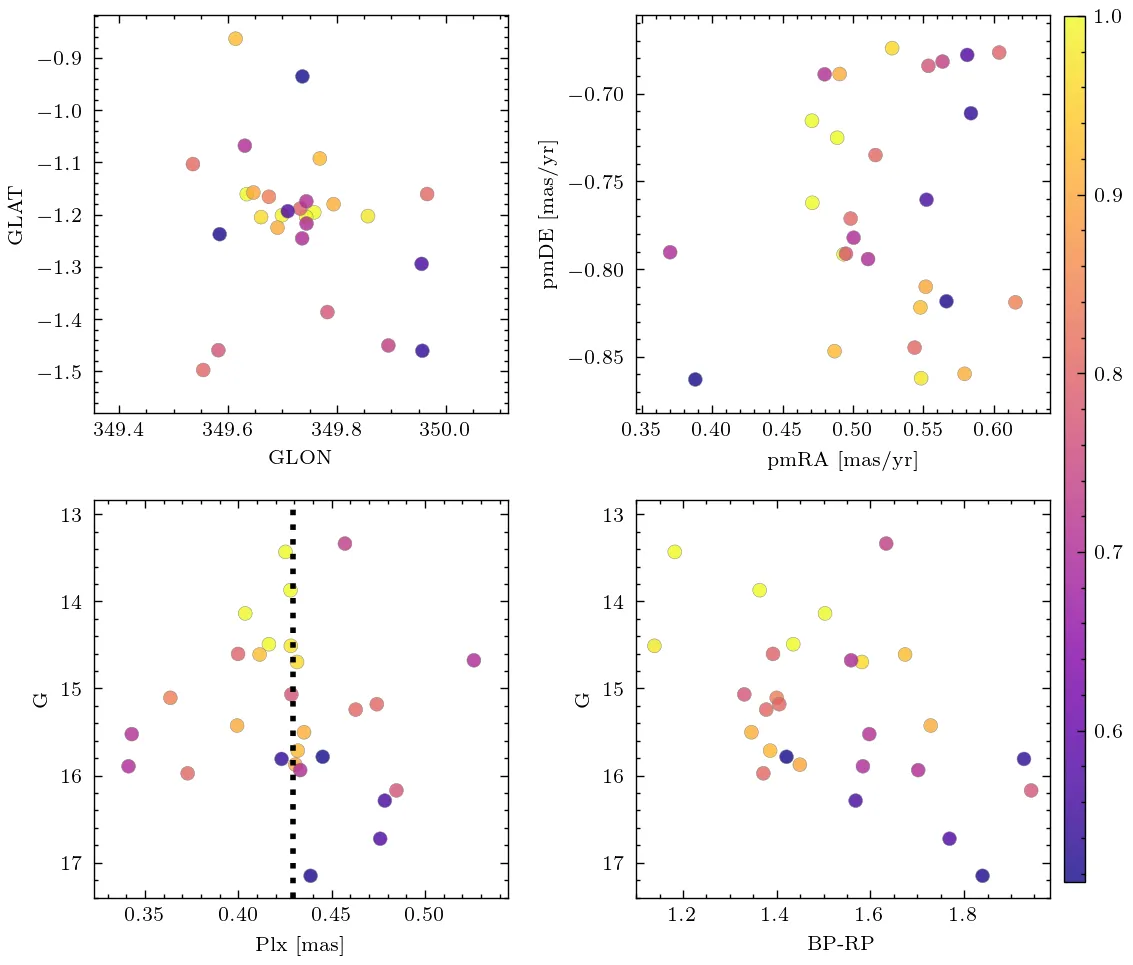 −0.9
−1.0
−1.1
−1.2
−1.3
−1.4
−1.5
GLAT
349.4 349.6 349.8 350.0
GLON
−0.70
−0.75
−0.80
−0.85
pmDE [mas/yr]
0.35 0.40 0.45 0.50 0.55 0.60
pmRA [mas/yr]
1.0
0.9
0.8
0.7
0.6
13
14
15
16
17
G
0.35 0.40 0.45 0.50
Plx [mas]
13
14
15
16
17
G
1.2 1.4 1.6 1.8
BP-RP